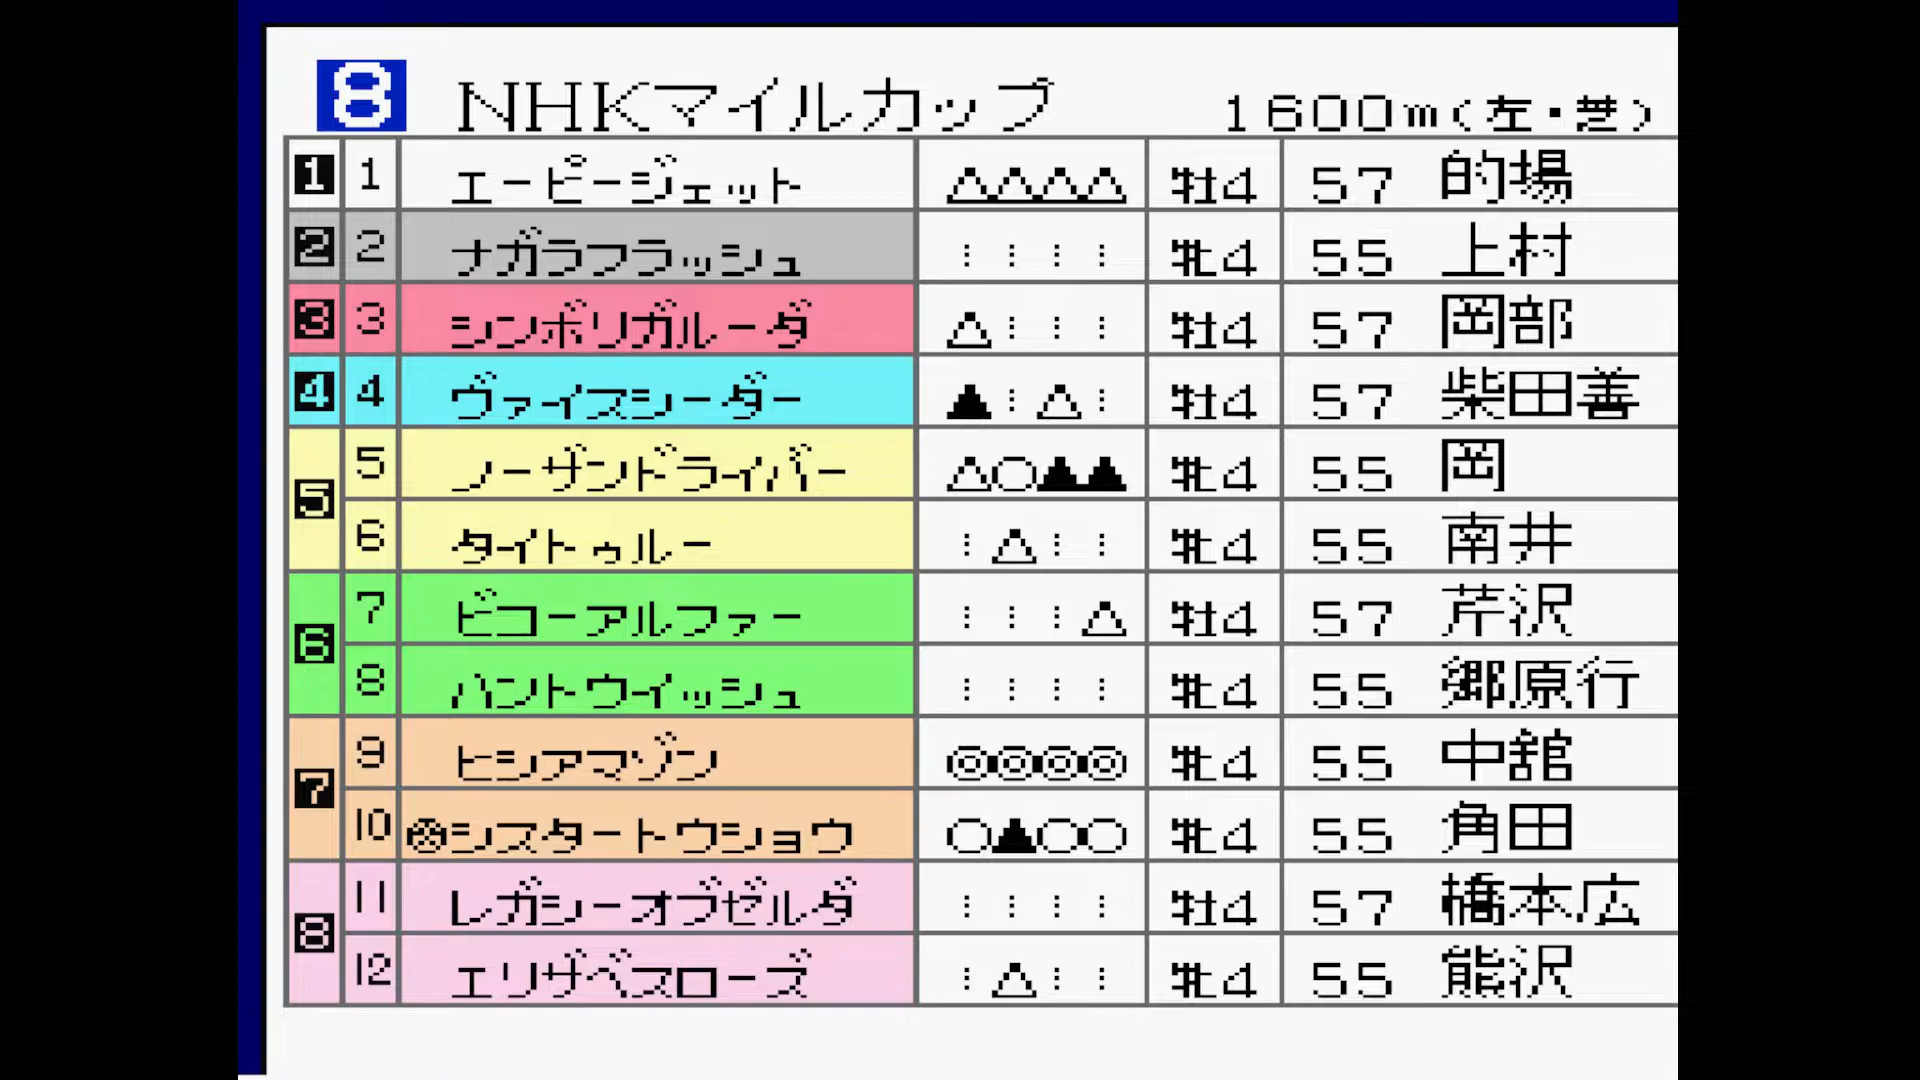 8 NHKマイルカップ 1600m(左・芝)
1 1 エーピージェット △△△△ 牡4 57 的場
2 2 ナガラフラッシュ ：：：： 牝4 55 上村
3 3 シンボリガルーダ △：：： 牡4 57 岡部
4 4 ヴァイスシーダー ▲：△： 牡4 57 柴田善
5 5 ノーザンドライバー △○▲▲ 牝4 55 岡
6 タイトゥルー ：△：： 牝4 55 南井
6 7 ビコーアルファー ：：：△ 牡4 57 芹沢
8 ハントウイッシュ ：：：： 牝4 55 郷原行
7 9 ヒシアマゾン ◎◎◎◎ 牝4 55 中舘
10 シスタートウショウ ○▲○○ 牝4 55 角田
8 11 レガシーオブゼルダ ：：：： 牡4 57 橋本広
12 エリザベスローズ ：△：： 牝4 55 熊沢